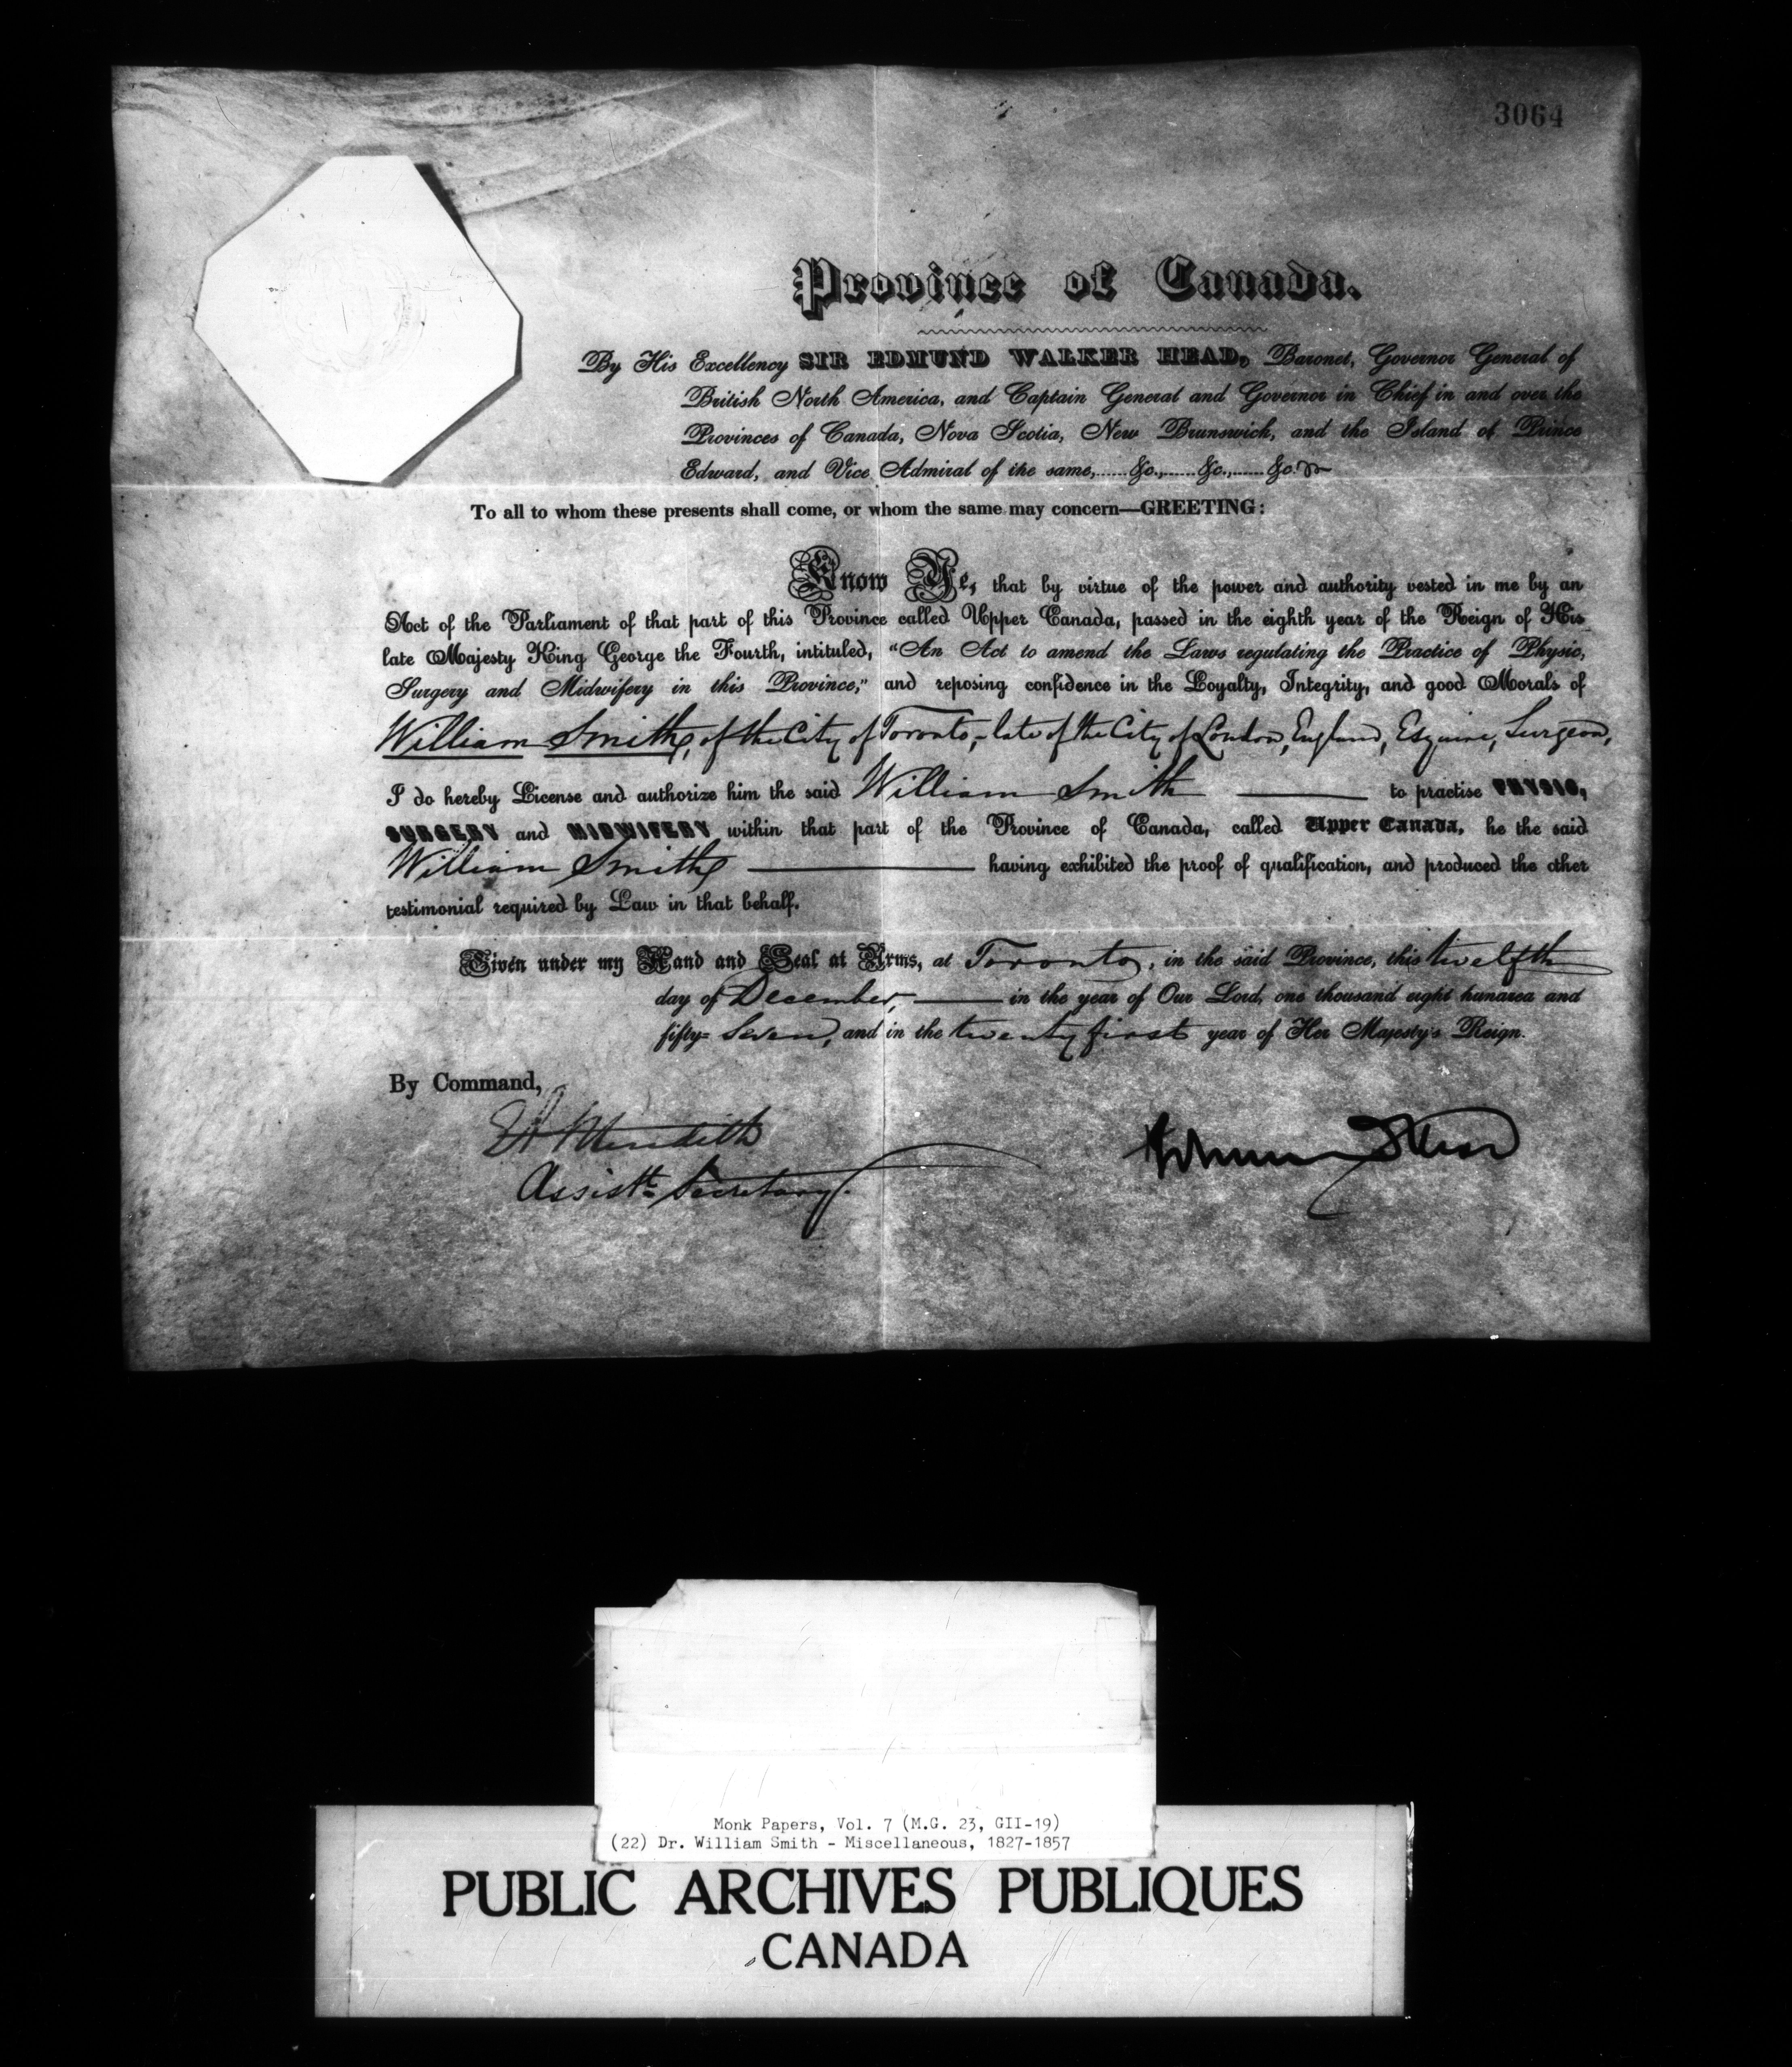 3064
Province of Canada.
By His Excellency SIR EDMUND WALKER HEAD, Baronet, Governor General of
British North America, and Captain General and Governor in Chief in and over the
Provinces of Canada, Nova Scotia, New Brunswick, and the Island of Prince
Edward, and Vice Admiral of the same,......&c.,......&c.,......&c.
To all to whom these presents shall come, or whom the same may concern—GREETING:
Know Ye, that by virtue of the power and authority vested in me by an
Act of the Parliament of that part of this Province called Upper Canada, passed in the eighth year of the Reign of His
late Majesty King George the Fourth, intituled, "An Act to amend the Laws regulating the Practice of Physic,
Surgery and Midwifery in this Province," and reposing confidence in the Loyalty, Integrity, and good Morals of
William Smith, of the City of Toronto, late of the City of London, England, Esquire, Surgeon,
I do hereby License and authorize him the said William Smith ——— to practise PHYSIC,
SURGERY and MIDWIFERY within that part of the Province of Canada, called Upper Canada, he the said
William Smith ——— having exhibited the proof of qualification, and produced the other
testimonial required by Law in that behalf.
Given under my Hand and Seal at Arms, at Toronto, in the said Province, this twelfth
day of December, ——— in the year of Our Lord, one thousand eight hundred and
fifty-Seven, and in the twenty first year of Her Majesty's Reign.
By Command,
E A Meredith
Assist. Secretary.
Edmund Head
Monk Papers, Vol. 7 (M.G. 23, GII-19)
(22) Dr. William Smith - Miscellaneous, 1827-1857
PUBLIC ARCHIVES PUBLIQUES
CANADA